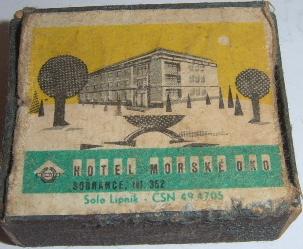 HOTEL MORSKÉ OKO
SOBRANCE, tel. 352
Solo Lipník - ČSN 49 4705